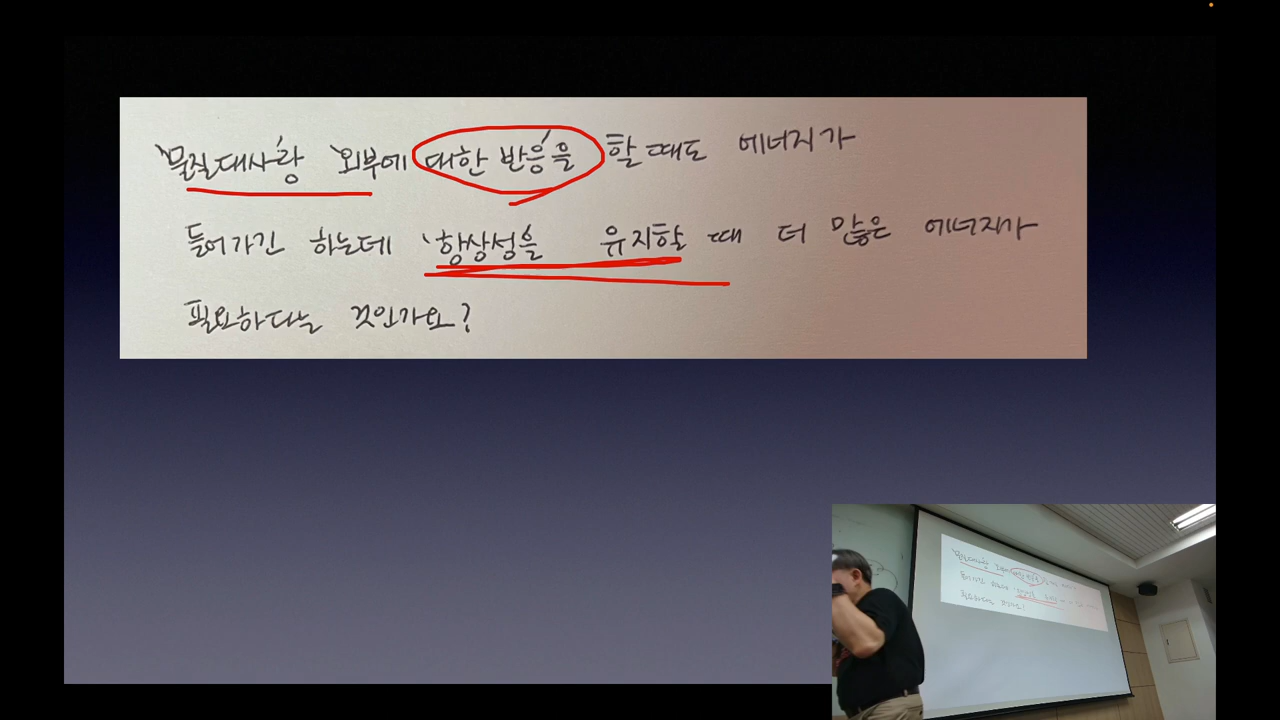 '물질대사'랑 '외부에 대한 반응'을 할 때도 에너지가
들어가긴 하는데 '항상성을 유지할 때 더 많은 에너지가
필요하다는 것인가요?